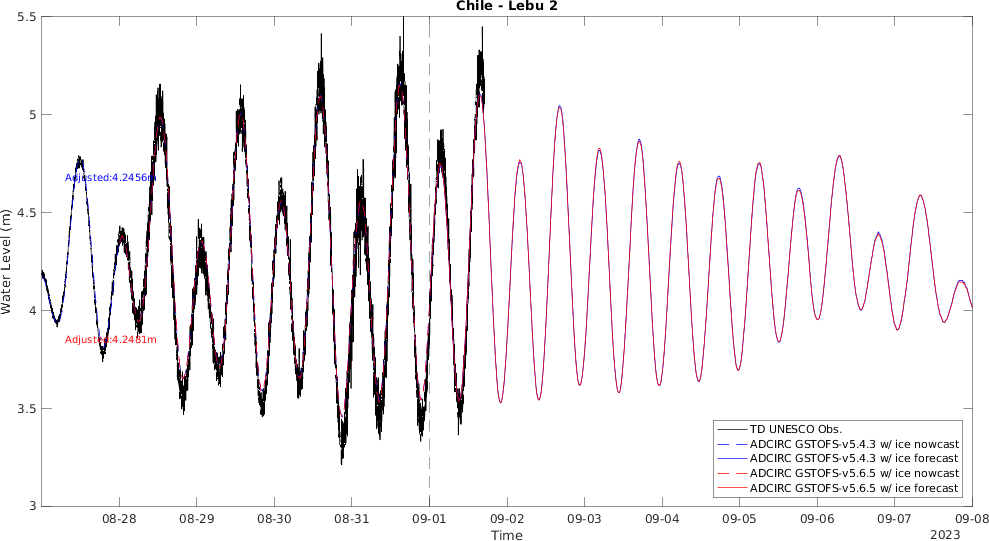 Chile - Lebu 2
5.5
5
4.5
4
3.5
3
Water Level (m)
Adjusted:4.2456m
Adjusted:4.2481m
TD UNESCO Obs.
ADCIRC GSTOFS-v5.4.3 w/ ice nowcast
ADCIRC GSTOFS-v5.4.3 w/ ice forecast
ADCIRC GSTOFS-v5.6.5 w/ ice nowcast
ADCIRC GSTOFS-v5.6.5 w/ ice forecast
08-28 08-29 08-30 08-31 09-01 09-02 09-03 09-04 09-05 09-06 09-07 09-08
Time
2023